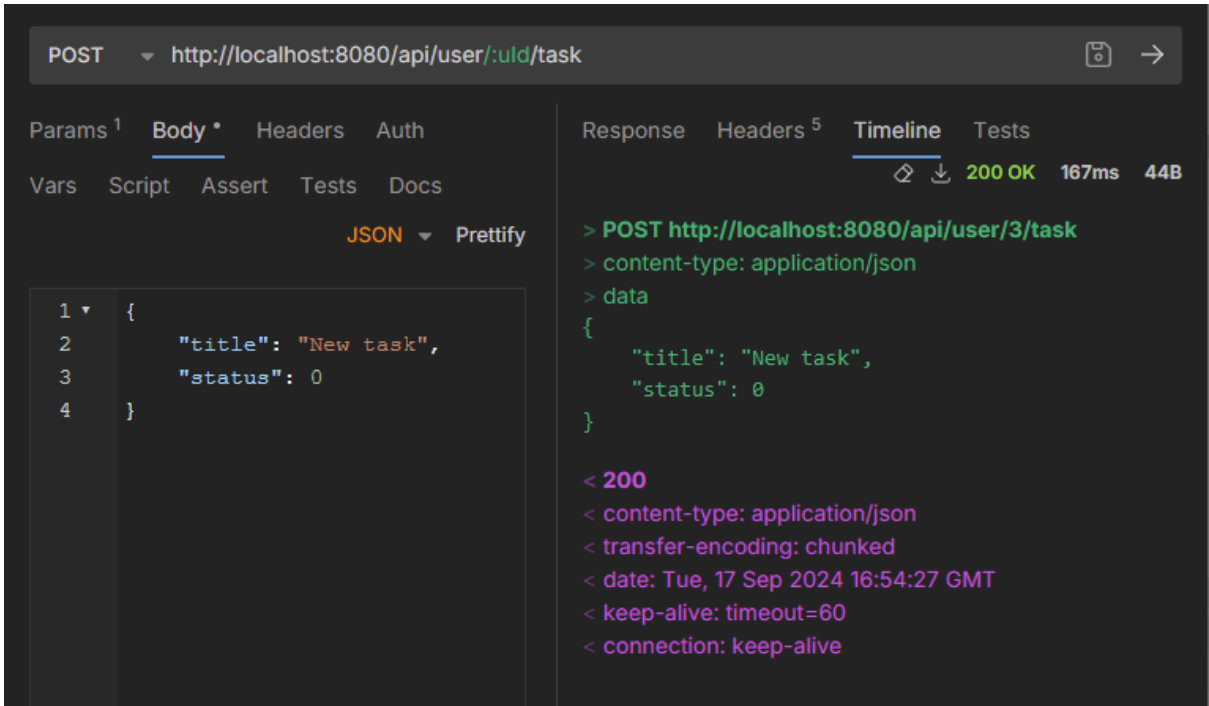 POST http://localhost:8080/api/user/:uId/task
Params 1 Body Headers Auth
Vars Script Assert Tests Docs
JSON Prettify
1 {
2 "title": "New task",
3 "status": 0
4 }
Response Headers 5 Timeline Tests
200 OK 167ms 44B
> POST http://localhost:8080/api/user/3/task
> content-type: application/json
> data
{
"title": "New task",
"status": 0
}
< 200
< content-type: application/json
< transfer-encoding: chunked
< date: Tue, 17 Sep 2024 16:54:27 GMT
< keep-alive: timeout=60
< connection: keep-alive